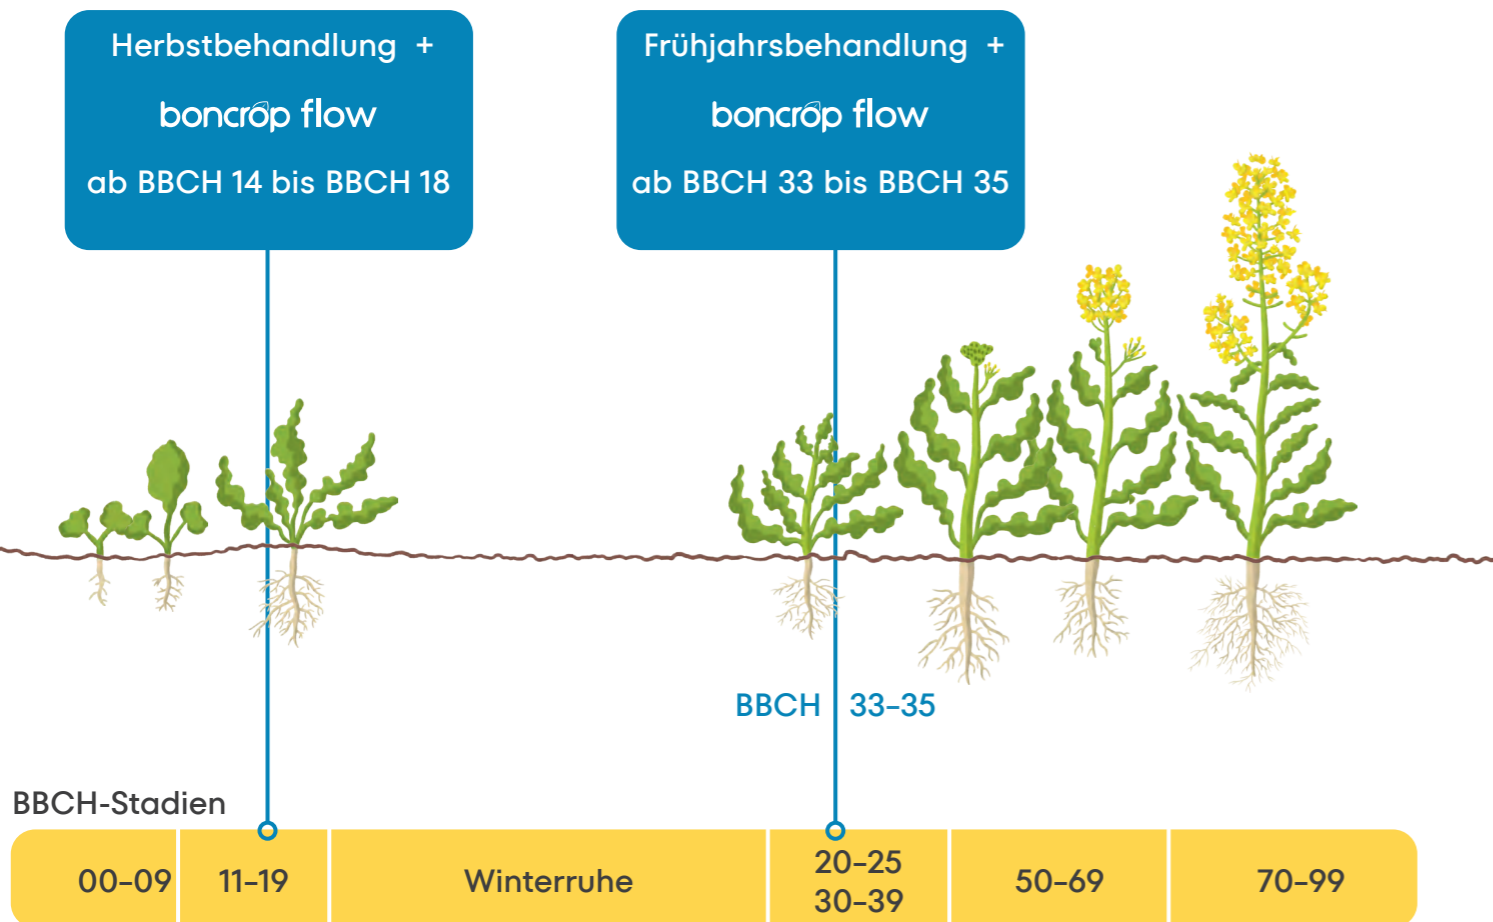 Herbstbehandlung +
boncrop flow
ab BBCH 14 bis BBCH 18
Frühjahrsbehandlung +
boncrop flow
ab BBCH 33 bis BBCH 35
BBCH 33–35
BBCH-Stadien
00–09
11–19
Winterruhe
20–25
30–39
50–69
70–99